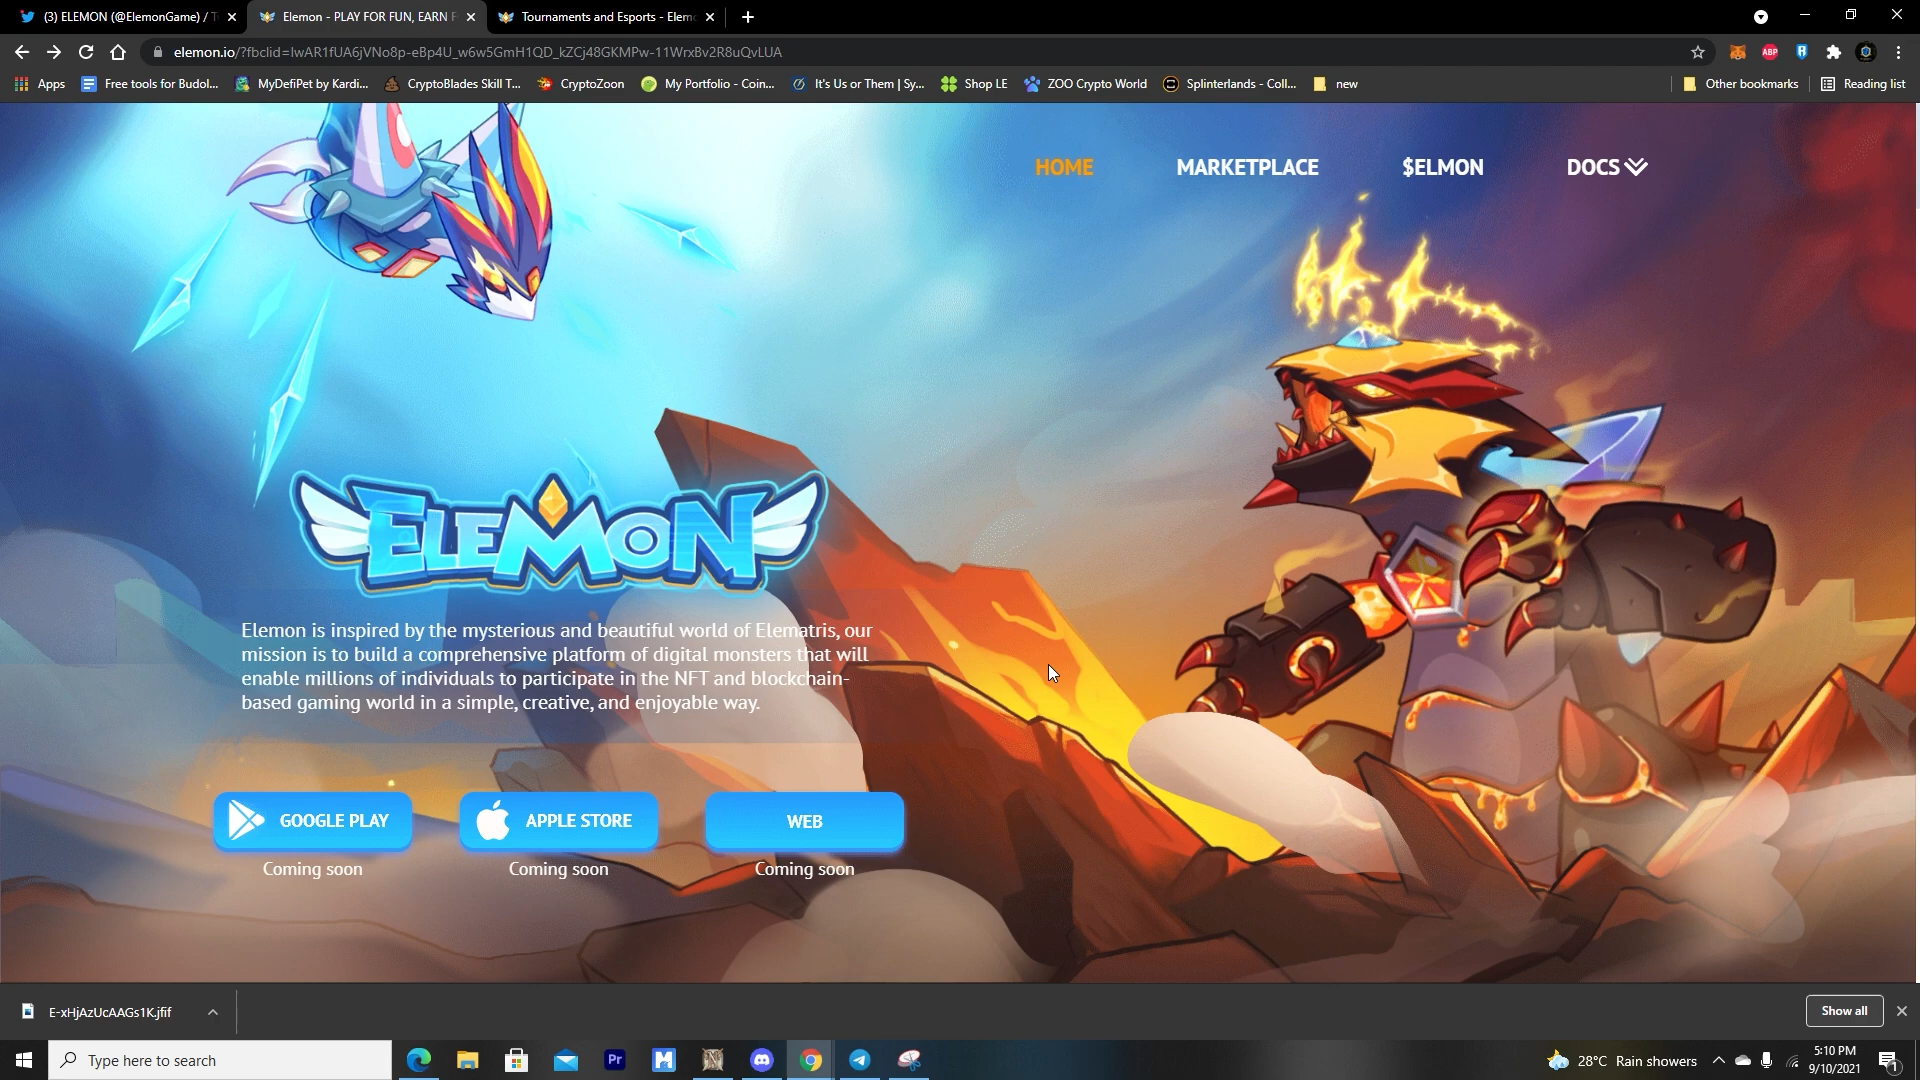 (3) ELEMON (@ElemonGame) / T
Elemon - PLAY FOR FUN, EARN F
Tournaments and Esports - Elem
elemon.io/?fbclid=IwAR1fUA6jVNo8p-eBp4U_w6w5GmH1QD_kZCj48GKMPw-11WrxBv2R8uQvLUA
ABP
Apps
Free tools for Budol...
MyDefiPet by Kardi...
CryptoBlades Skill T...
CryptoZoon
My Portfolio - Coin...
It's Us or Them | Sy...
Shop LE
ZOO Crypto World
Splinterlands - Coll...
new
Other bookmarks
Reading list
HOME
MARKETPLACE
$ELMON
DOCS
ELEMON
Elemon is inspired by the mysterious and beautiful world of Elematris, our
mission is to build a comprehensive platform of digital monsters that will
enable millions of individuals to participate in the NFT and blockchain-
based gaming world in a simple, creative, and enjoyable way.
GOOGLE PLAY
APPLE STORE
WEB
Coming soon
Coming soon
Coming soon
E-xHjAzUcAAGs1K.jfif
Show all
Type here to search
Pr
28°C Rain showers
5:10 PM
9/10/2021
1